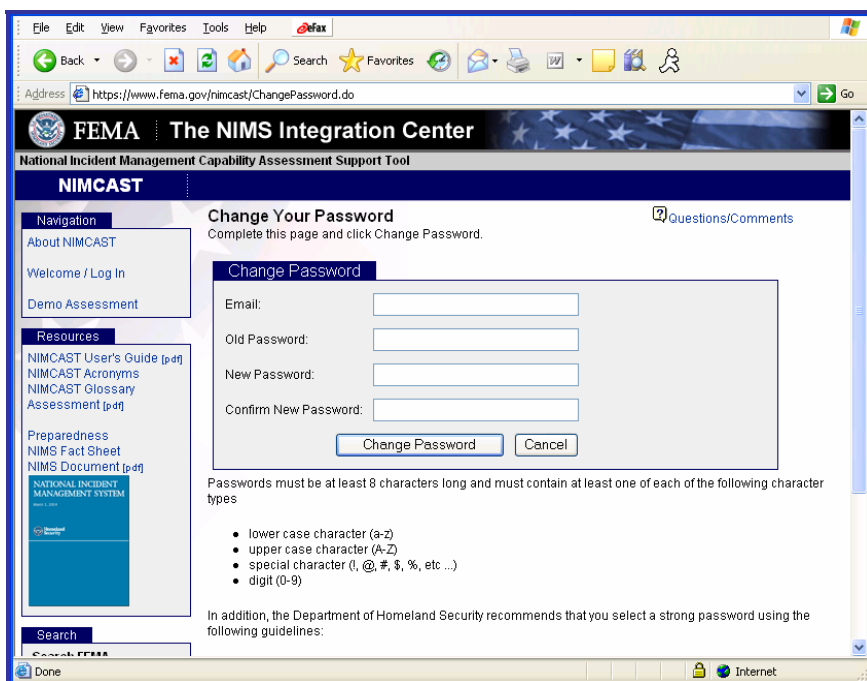 File Edit View Favorites Tools Help eFax
Back Search Favorites
Address https://www.fema.gov/nimcast/ChangePassword.do Go
FEMA The NIMS Integration Center
National Incident Management Capability Assessment Support Tool
NIMCAST
Navigation
About NIMCAST
Welcome / Log In
Demo Assessment
Resources
NIMCAST User's Guide [pdf]
NIMCAST Acronyms
NIMCAST Glossary
Assessment [pdf]
Preparedness
NIMS Fact Sheet
NIMS Document [pdf]
NATIONAL INCIDENT
MANAGEMENT SYSTEM
March 1, 2004
Homeland
Security
Search
Search FEMA
Change Your Password
Complete this page and click Change Password.
Questions/Comments
Change Password
Email:
Old Password:
New Password:
Confirm New Password:
Change Password Cancel
Passwords must be at least 8 characters long and must contain at least one of each of the following character
types
• lower case character (a-z)
• upper case character (A-Z)
• special character (!, @, #, $, %, etc ...)
• digit (0-9)
In addition, the Department of Homeland Security recommends that you select a strong password using the
following guidelines:
Done Internet